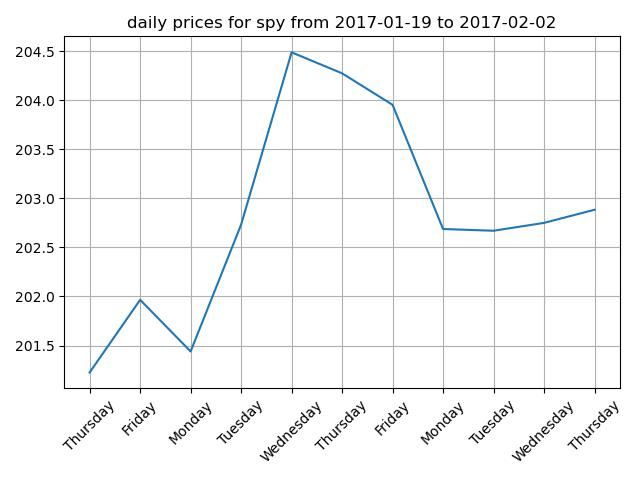 daily prices for spy from 2017-01-19 to 2017-02-02
204.5
204.0
203.5
203.0
202.5
202.0
201.5
Thursday
Friday
Monday
Tuesday
Wednesday
Thursday
Friday
Monday
Tuesday
Wednesday
Thursday